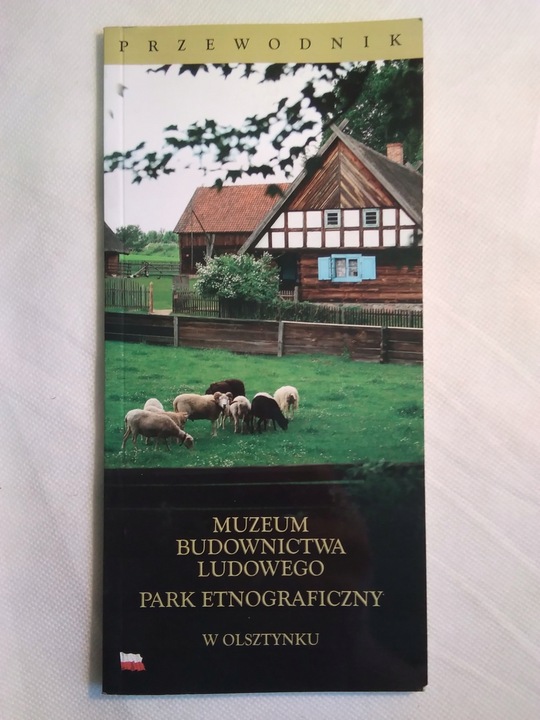 PRZEWODNIK
MUZEUM
BUDOWNICTWA
LUDOWEGO
PARK ETNOGRAFICZNY
W OLSZTYNKU